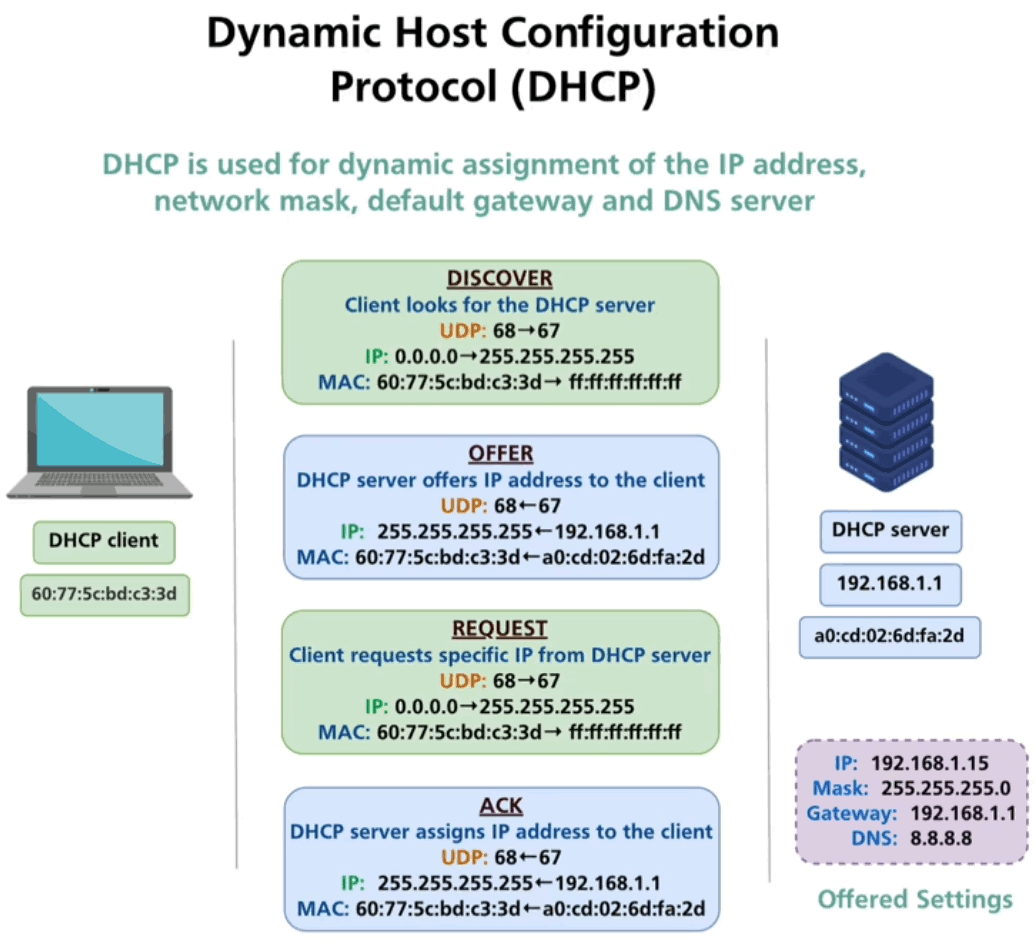 Dynamic Host Configuration
Protocol (DHCP)
DHCP is used for dynamic assignment of the IP address,
network mask, default gateway and DNS server
DISCOVER
Client looks for the DHCP server
UDP: 68→67
IP: 0.0.0.0→255.255.255.255
MAC: 60:77:5c:bd:c3:3d→ ff:ff:ff:ff:ff:ff
OFFER
DHCP server offers IP address to the client
UDP: 68←67
IP: 255.255.255.255←192.168.1.1
MAC: 60:77:5c:bd:c3:3d←a0:cd:02:6d:fa:2d
REQUEST
Client requests specific IP from DHCP server
UDP: 68→67
IP: 0.0.0.0→255.255.255.255
MAC: 60:77:5c:bd:c3:3d→ ff:ff:ff:ff:ff:ff
ACK
DHCP server assigns IP address to the client
UDP: 68←67
IP: 255.255.255.255←192.168.1.1
MAC: 60:77:5c:bd:c3:3d←a0:cd:02:6d:fa:2d
DHCP client
60:77:5c:bd:c3:3d
DHCP server
192.168.1.1
a0:cd:02:6d:fa:2d
IP: 192.168.1.15
Mask: 255.255.255.0
Gateway: 192.168.1.1
DNS: 8.8.8.8
Offered Settings